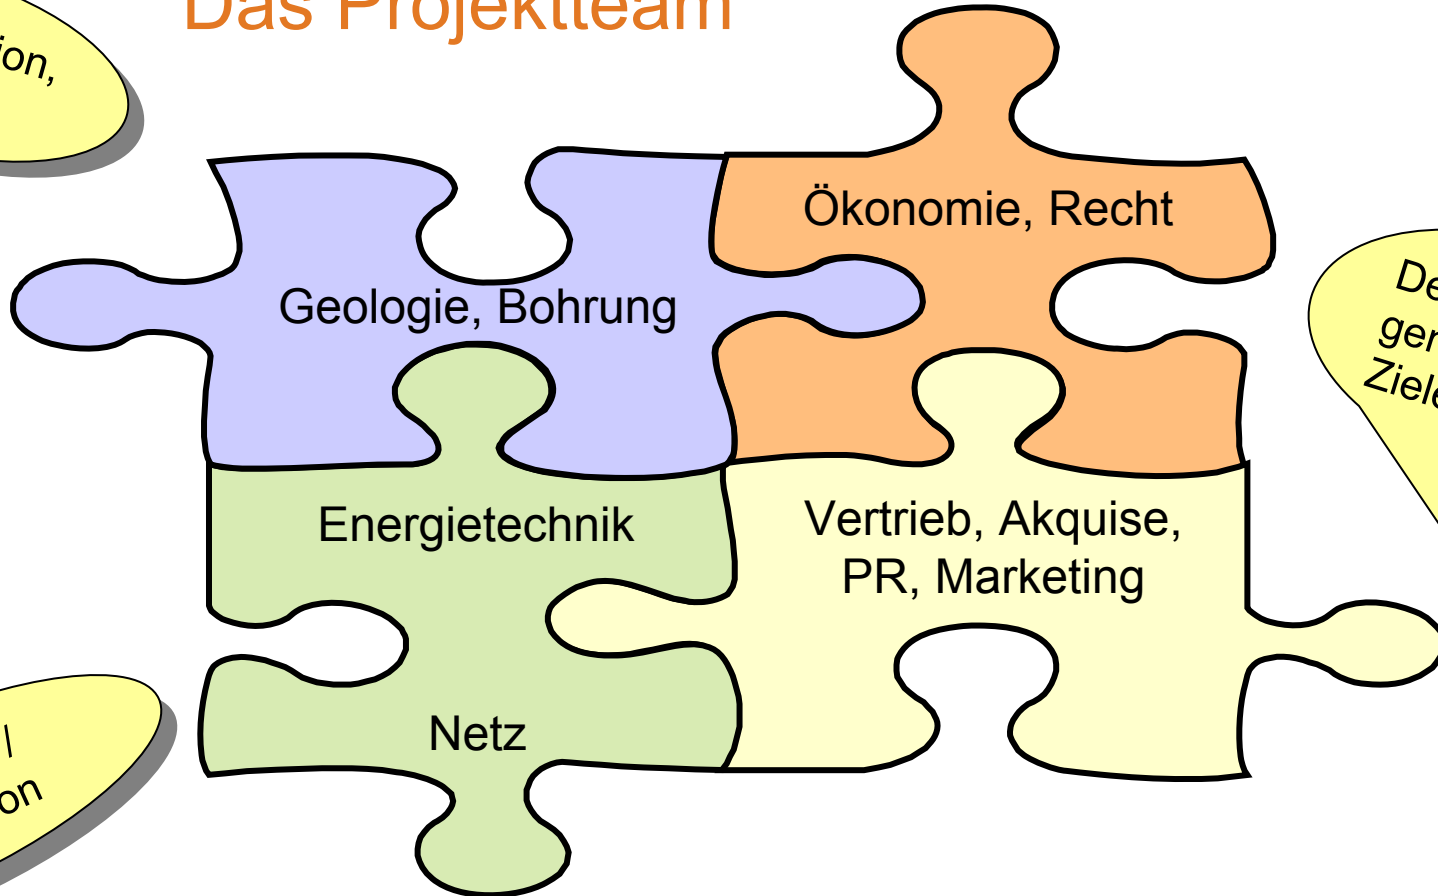 Das Projektteam
Ökonomie, Recht
Geologie, Bohrung
Energietechnik
Vertrieb, Akquise,
PR, Marketing
Netz